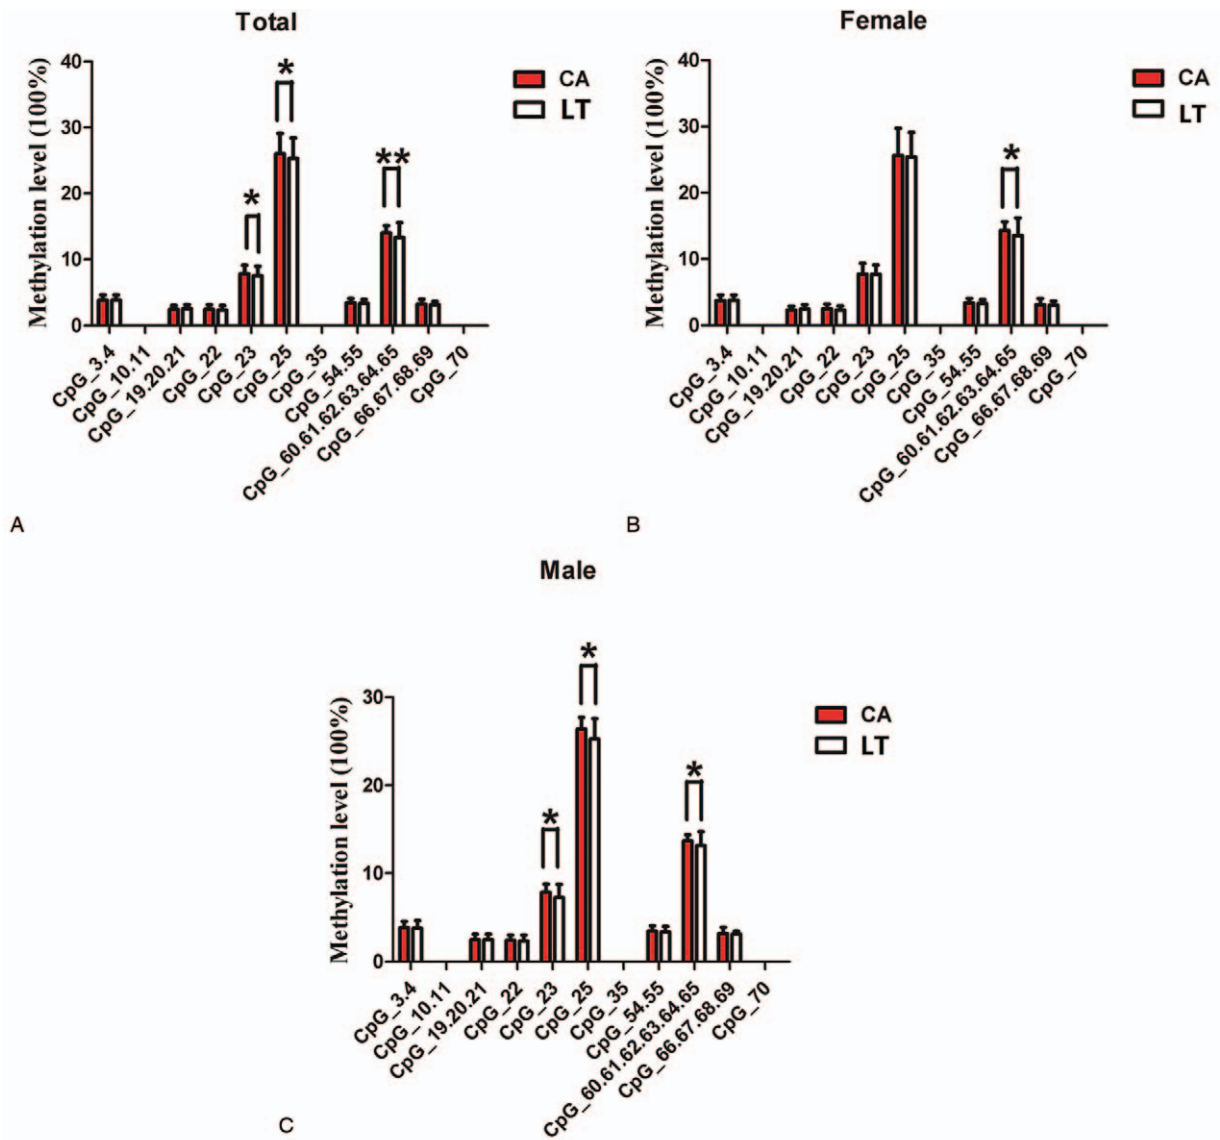 Total
Methylation level (100%)
40
30
20
10
0
*
*
**
CA
LT
CpG_3.4
CpG_10.11
CpG_19.20.21
CpG_22
CpG_23
CpG_25
CpG_35
CpG_54.55
CpG_60.61.62.63.64.65
CpG_66.67.68.69
CpG_70
A
Female
Methylation level (100%)
40
30
20
10
0
*
CA
LT
CpG_3.4
CpG_10.11
CpG_19.20.21
CpG_22
CpG_23
CpG_25
CpG_35
CpG_54.55
CpG_60.61.62.63.64.65
CpG_66.67.68.69
CpG_70
B
Male
Methylation level (100%)
30
20
10
0
*
*
*
CA
LT
CpG_3.4
CpG_10.11
CpG_19.20.21
CpG_22
CpG_23
CpG_25
CpG_35
CpG_54.55
CpG_60.61.62.63.64.65
CpG_66.67.68.69
CpG_70
C